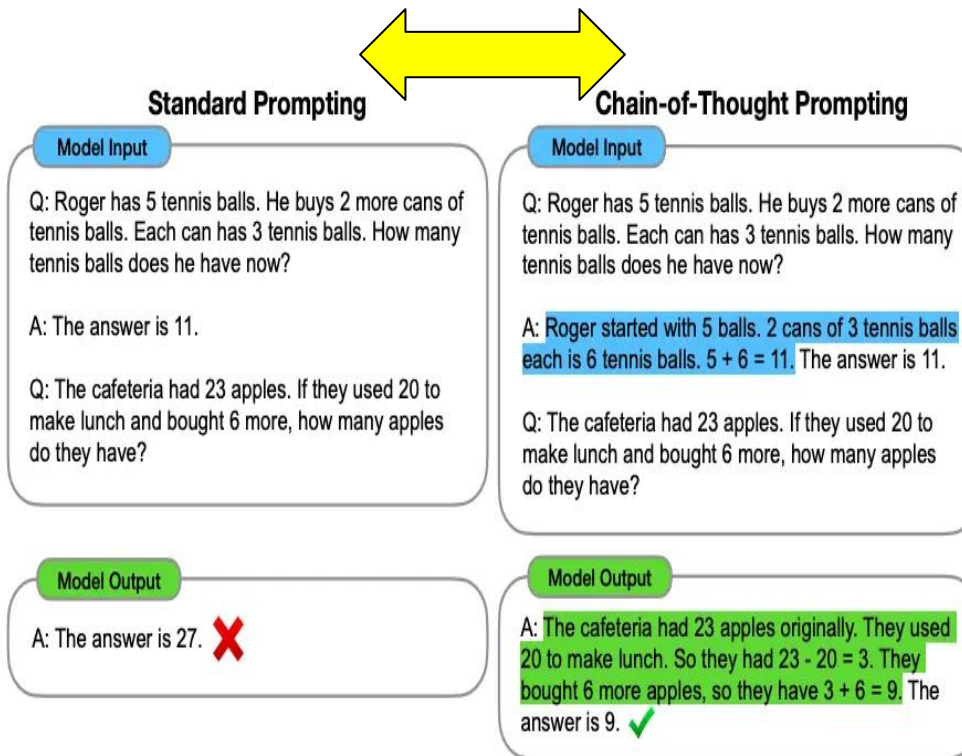 Standard Prompting
Model Input
Q: Roger has 5 tennis balls. He buys 2 more cans of
tennis balls. Each can has 3 tennis balls. How many
tennis balls does he have now?
A: The answer is 11.
Q: The cafeteria had 23 apples. If they used 20 to
make lunch and bought 6 more, how many apples
do they have?
Model Output
A: The answer is 27.
Chain-of-Thought Prompting
Model Input
Q: Roger has 5 tennis balls. He buys 2 more cans of
tennis balls. Each can has 3 tennis balls. How many
tennis balls does he have now?
A: Roger started with 5 balls. 2 cans of 3 tennis balls
each is 6 tennis balls. 5 + 6 = 11. The answer is 11.
Q: The cafeteria had 23 apples. If they used 20 to
make lunch and bought 6 more, how many apples
do they have?
Model Output
A: The cafeteria had 23 apples originally. They used
20 to make lunch. So they had 23 - 20 = 3. They
bought 6 more apples, so they have 3 + 6 = 9. The
answer is 9.